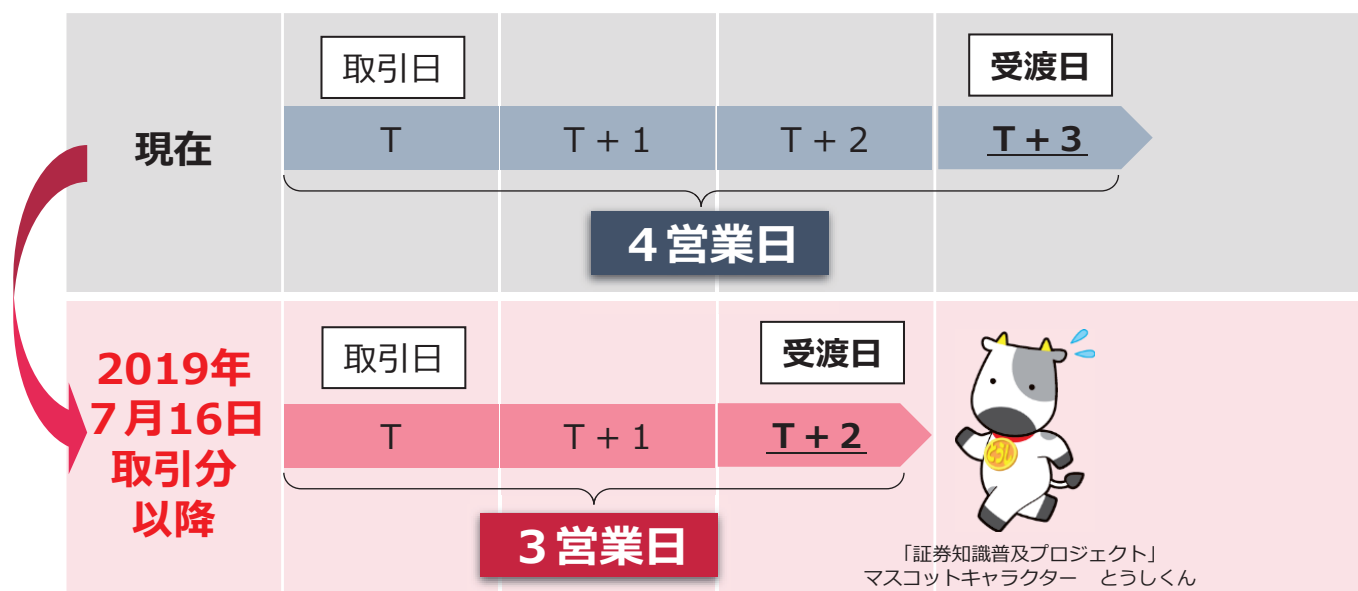 取引日
受渡日
現在
T
T + 1
T + 2
T + 3
４営業日
2019年
７月16日
取引分
以降
取引日
受渡日
T
T + 1
T + 2
３営業日
「証券知識普及プロジェクト」
マスコットキャラクター　とうしくん